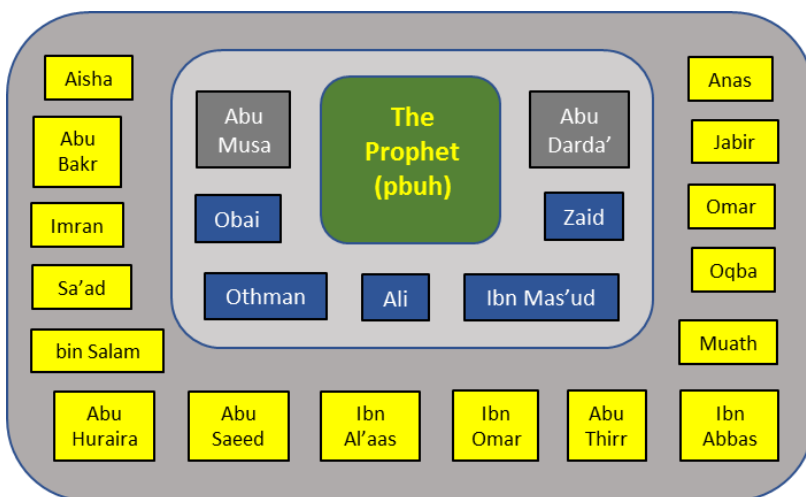 Aisha
Abu
Bakr
Imran
Sa’ad
bin Salam
Abu
Musa
The
Prophet
(pbuh)
Abu
Darda’
Obai
Zaid
Othman
Ali
Ibn Mas’ud
Anas
Jabir
Omar
Oqba
Muath
Abu
Huraira
Abu
Saeed
Ibn
Al’aas
Ibn
Omar
Abu
Thirr
Ibn
Abbas